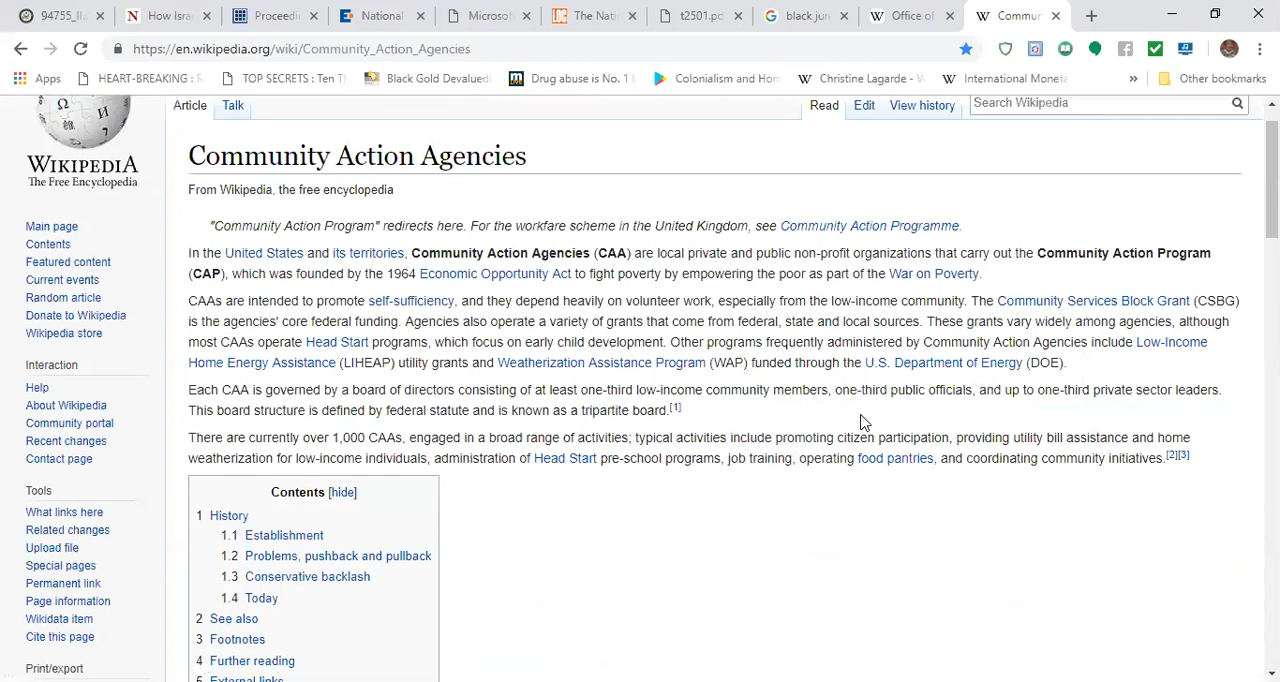 94755_ILL
How Isra
Proceedi
National
Microsof
The Nati
t2501.pd
black jun
Office of
Commur
https://en.wikipedia.org/wiki/Community_Action_Agencies
Apps
HEART-BREAKING : R
TOP SECRETS : Ten Th
Black Gold Devalued
Drug abuse is No. 1
Colonialism and Hom
Christine Lagarde - W
International Moneta
»
Other bookmarks
Article
Talk
Read
Edit
View history
Search Wikipedia
WIKIPEDIA
The Free Encyclopedia
Main page
Contents
Featured content
Current events
Random article
Donate to Wikipedia
Wikipedia store
Interaction
Help
About Wikipedia
Community portal
Recent changes
Contact page
Tools
What links here
Related changes
Upload file
Special pages
Permanent link
Page information
Wikidata item
Cite this page
Print/export
Community Action Agencies
From Wikipedia, the free encyclopedia
"Community Action Program" redirects here. For the workfare scheme in the United Kingdom, see Community Action Programme.
In the United States and its territories, Community Action Agencies (CAA) are local private and public non-profit organizations that carry out the Community Action Program
(CAP), which was founded by the 1964 Economic Opportunity Act to fight poverty by empowering the poor as part of the War on Poverty.
CAAs are intended to promote self-sufficiency, and they depend heavily on volunteer work, especially from the low-income community. The Community Services Block Grant (CSBG)
is the agencies' core federal funding. Agencies also operate a variety of grants that come from federal, state and local sources. These grants vary widely among agencies, although
most CAAs operate Head Start programs, which focus on early child development. Other programs frequently administered by Community Action Agencies include Low-Income
Home Energy Assistance (LIHEAP) utility grants and Weatherization Assistance Program (WAP) funded through the U.S. Department of Energy (DOE).
Each CAA is governed by a board of directors consisting of at least one-third low-income community members, one-third public officials, and up to one-third private sector leaders.
This board structure is defined by federal statute and is known as a tripartite board.[1]
There are currently over 1,000 CAAs, engaged in a broad range of activities; typical activities include promoting citizen participation, providing utility bill assistance and home
weatherization for low-income individuals, administration of Head Start pre-school programs, job training, operating food pantries, and coordinating community initiatives.[2][3]
Contents [hide]
1 History
1.1 Establishment
1.2 Problems, pushback and pullback
1.3 Conservative backlash
1.4 Today
2 See also
3 Footnotes
4 Further reading
5 External links